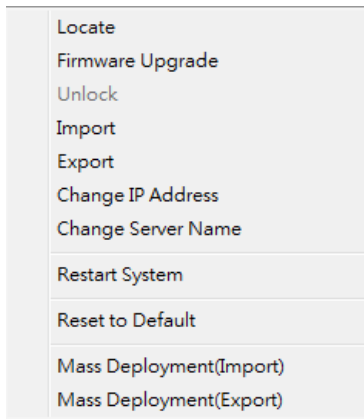 Locate
Firmware Upgrade
Unlock
Import
Export
Change IP Address
Change Server Name
Restart System
Reset to Default
Mass Deployment(Import)
Mass Deployment(Export)